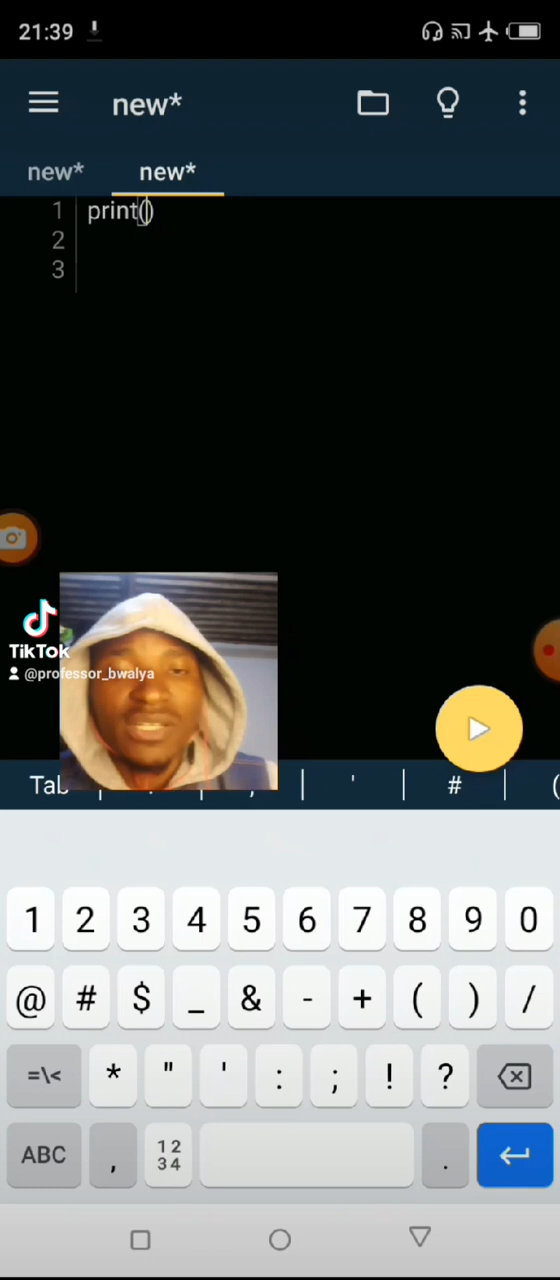 21:39
new*
new* new*
1 print()
2
3
TikTok
@professor_bwalya
Tab : ; ' # (
1 2 3 4 5 6 7 8 9 0
@ # $ _ & - + ( ) /
=\< * " ' : ; ! ?
ABC , 12 34 .